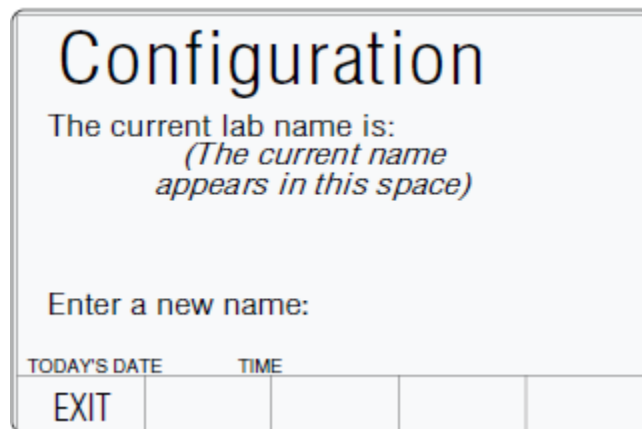 Configuration
The current lab name is:
(The current name
appears in this space)
Enter a new name:
TODAY'S DATE TIME
EXIT